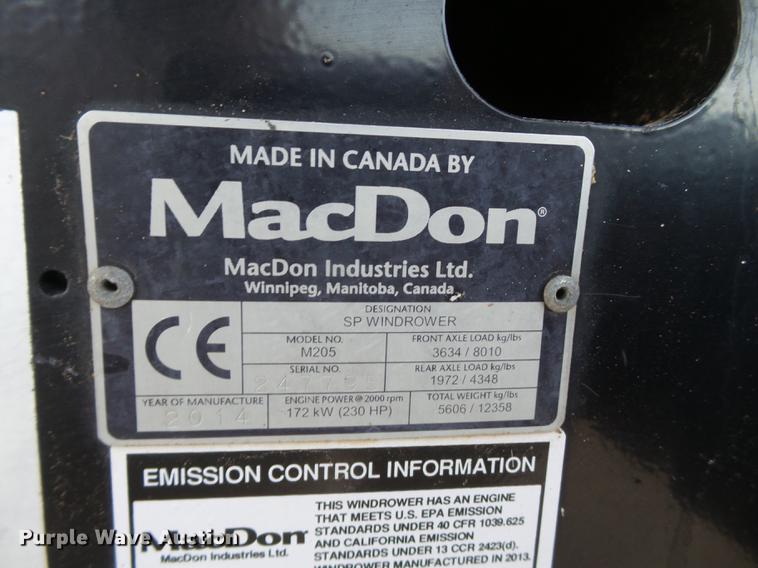 MADE IN CANADA BY
MacDon®
MacDon Industries Ltd.
Winnipeg, Manitoba, Canada
CE
DESIGNATION
SP WINDROWER
MODEL NO.
M205
FRONT AXLE LOAD kg/lbs
3634 / 8010
SERIAL NO.
REAR AXLE LOAD kg/lbs
1972 / 4348
YEAR OF MANUFACTURE
2014
ENGINE POWER @ 2000 rpm
172 kW (230 HP)
TOTAL WEIGHT kg/lbs
5606 / 12358
EMISSION CONTROL INFORMATION
MacDon
MacDon Industries Ltd.
THIS WINDROWER HAS AN ENGINE
THAT MEETS U.S. EPA EMISSION
STANDARDS UNDER 40 CFR 1039.625
AND CALIFORNIA EMISSION
STANDARDS UNDER 13 CCR 2423(d).
WINDROWER MANUFACTURED IN 2013.
Purple Wave Auction